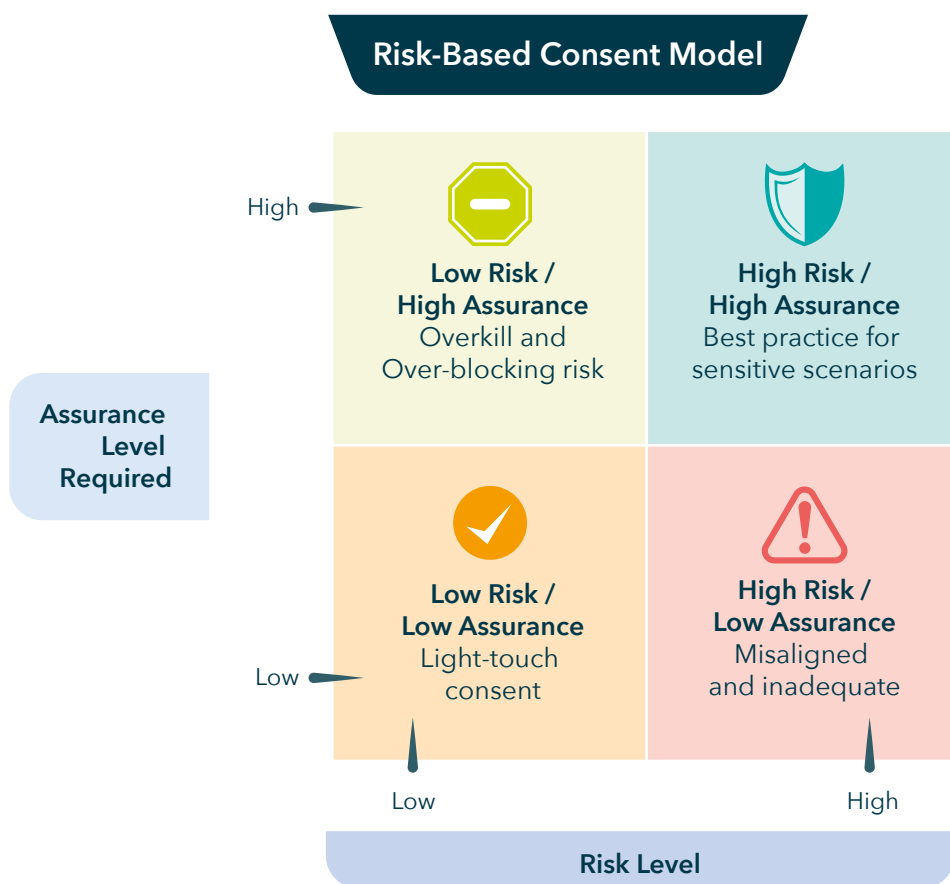 Risk-Based Consent Model
High
Low Risk /
High Assurance
Overkill and
Over-blocking risk
High Risk /
High Assurance
Best practice for
sensitive scenarios
Assurance
Level
Required
Low Risk /
Low Assurance
Light-touch
consent
High Risk /
Low Assurance
Misaligned
and inadequate
Low
Low
High
Risk Level